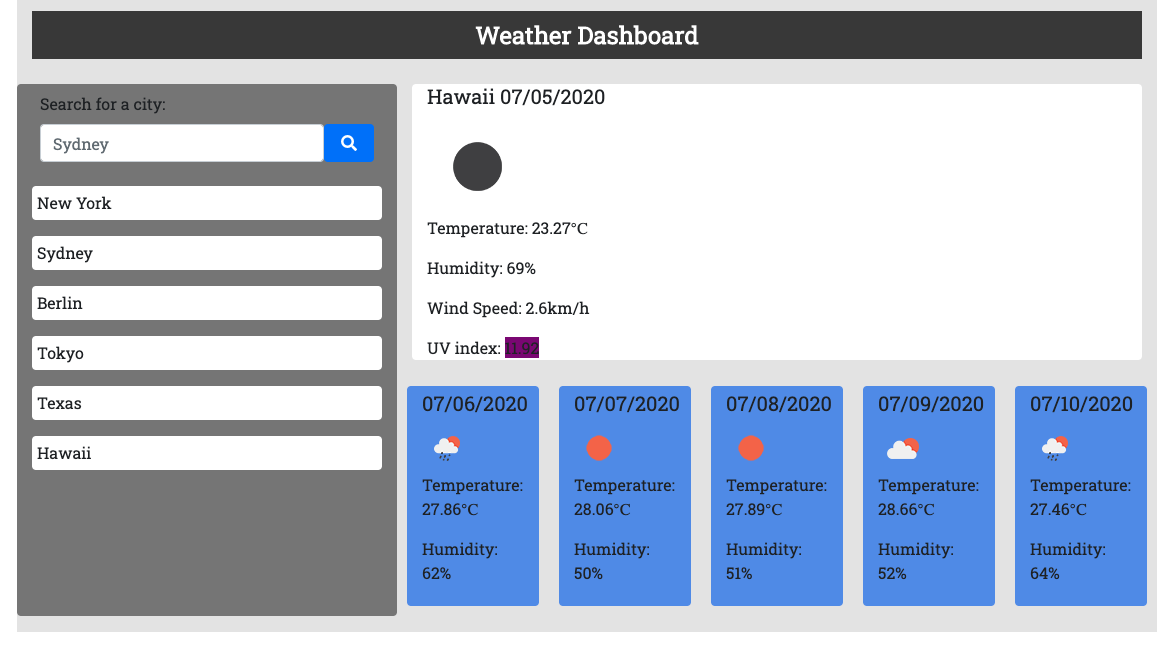 Weather Dashboard
Search for a city:
Sydney
New York
Sydney
Berlin
Tokyo
Texas
Hawaii
Hawaii 07/05/2020
Temperature: 23.27°C
Humidity: 69%
Wind Speed: 2.6km/h
UV index: 11.92
07/06/2020
Temperature:
27.86°C
Humidity:
62%
07/07/2020
Temperature:
28.06°C
Humidity:
50%
07/08/2020
Temperature:
27.89°C
Humidity:
51%
07/09/2020
Temperature:
28.66°C
Humidity:
52%
07/10/2020
Temperature:
27.46°C
Humidity:
64%